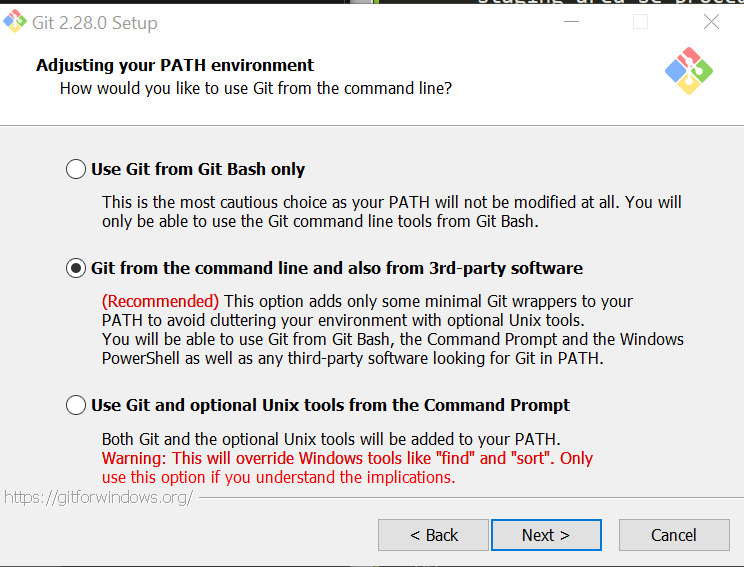 staging area se proced
Git 2.28.0 Setup
Adjusting your PATH environment
How would you like to use Git from the command line?
Use Git from Git Bash only
This is the most cautious choice as your PATH will not be modified at all. You will
only be able to use the Git command line tools from Git Bash.
Git from the command line and also from 3rd-party software
(Recommended) This option adds only some minimal Git wrappers to your
PATH to avoid cluttering your environment with optional Unix tools.
You will be able to use Git from Git Bash, the Command Prompt and the Windows
PowerShell as well as any third-party software looking for Git in PATH.
Use Git and optional Unix tools from the Command Prompt
Both Git and the optional Unix tools will be added to your PATH.
Warning: This will override Windows tools like "find" and "sort". Only
use this option if you understand the implications.
https://gitforwindows.org/
< Back Next > Cancel